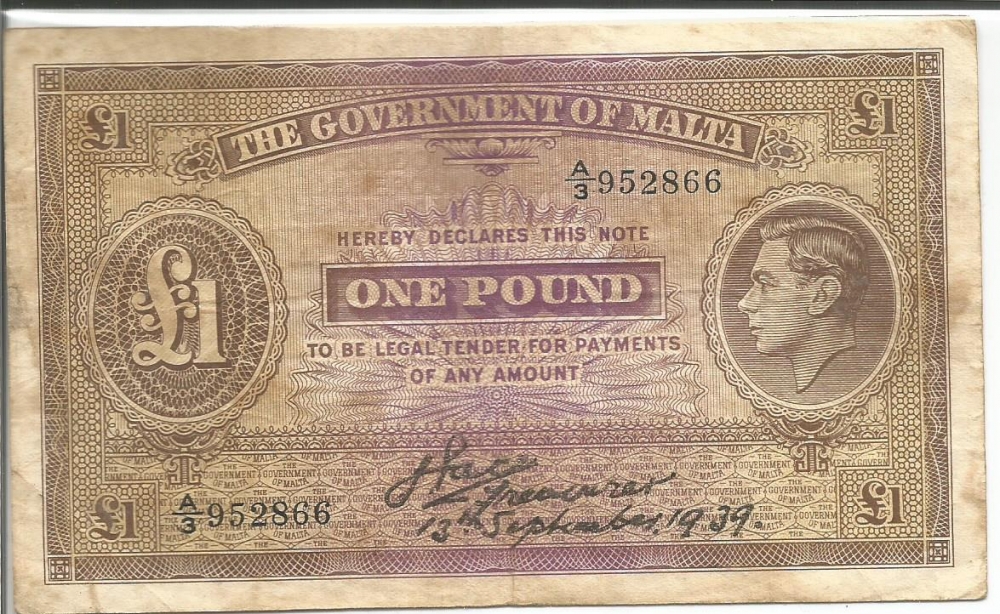 £1 £1
THE GOVERNMENT OF MALTA
A/3 952866
HEREBY DECLARES THIS NOTE
£1
ONE POUND
TO BE LEGAL TENDER FOR PAYMENTS
OF ANY AMOUNT
Treasurer
13th September, 1939.
£1 A/3 952866 £1